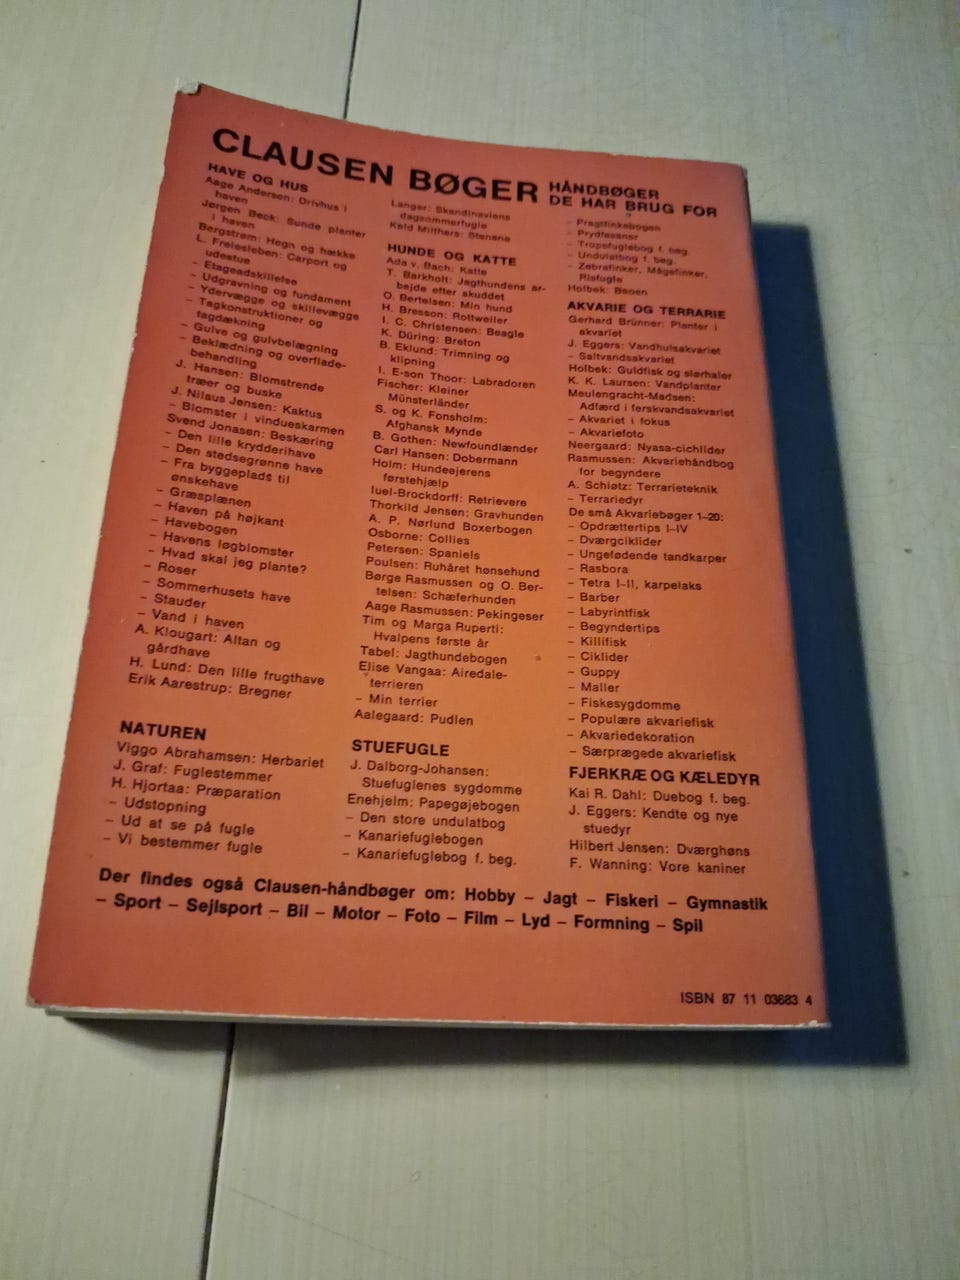 CLAUSEN BØGER
HÅNDBØGER
DE HAR BRUG FOR
HAVE OG HUS
Aage Andersen: Drivhus i
haven
Jørgen Beck: Sunde planter
i haven
Bergstrøm: Hegn og hække
L. Freiesleben: Carport og
udestue
– Etageadskillelse
– Udgravning og fundament
– Ydervægge og skillevægge
– Tagkonstruktioner og
tagdækning
– Gulve og gulvbelægning
– Beklædning og overflade-
behandling
J. Hansen: Blomstrende
træer og buske
J. Nilaus Jensen: Kaktus
– Blomster i vindueskarmen
Svend Jonasen: Beskæring
– Den lille krydderihave
– Den stedsegrønne have
– Fra byggeplads til
ønskehave
– Græsplænen
– Haven på højkant
– Havebogen
– Havens løgblomster
– Hvad skal jeg plante?
– Roser
– Sommerhusets have
– Stauder
– Vand i haven
A. Klougart: Altan og
gårdhave
H. Lund: Den lille frugthave
Erik Aarestrup: Bregner
NATUREN
Viggo Abrahamsen: Herbariet
J. Graf: Fuglestemmer
H. Hjortaa: Præparation
– Udstopning
– Ud at se på fugle
– Vi bestemmer fugle
Langer: Skandinaviens
dagsommerfugle
Keld Milthers: Stenene
HUNDE OG KATTE
Ada v. Bach: Katte
T. Barkholt: Jagthundens ar-
bejde efter skuddet
O. Bertelsen: Min hund
H. Bresson: Rottweiler
I. C. Christensen: Beagle
K. Düring: Breton
B. Eklund: Trimning og
klipning
I. E-son Thoor: Labradoren
Fischer: Kleiner
Münsterländer
S. og K. Fonsholm:
Afghansk Mynde
B. Gothen: Newfoundlænder
Carl Hansen: Dobermann
Holm: Hundeejerens
førstehjælp
Iuel-Brockdorff: Retrievere
Thorkild Jensen: Gravhunden
A. P. Nørlund Boxerbogen
Osborne: Collies
Petersen: Spaniels
Poulsen: Ruhåret hønsehund
Børge Rasmussen og O. Ber-
telsen: Schæferhunden
Aage Rasmussen: Pekingeser
Tim og Marga Ruperti:
Hvalpens første år
Tabel: Jagthundebogen
Elise Vangaa: Airedale-
terrieren
– Min terrier
Aalegaard: Pudlen
STUEFUGLE
J. Dalborg-Johansen:
Stuefuglenes sygdomme
Enehjelm: Papegøjebogen
– Den store undulatbog
– Kanariefuglebogen
– Kanariefuglebog f. beg.
– Pragtfinkebogen
– Prydfasaner
– Tropefuglebog f. beg.
– Undulatbog f. beg.
– Zebrafinker, Mågefinker,
Risfugle
Holbek: Beoen
AKVARIE OG TERRARIE
Gerhard Brünner: Planter i
akvariet
J. Eggers: Vandhulsakvariet
– Saltvandsakvariet
Holbek: Guldfisk og slørhaler
K. K. Laursen: Vandplanter
Meulengracht-Madsen:
Adfærd i ferskvandsakvariet
– Akvariet i fokus
– Akvariefoto
Neergaard: Nyasa-cichlider
Rasmussen: Akvariehåndbog
for begyndere
A. Schiøtz: Terrarieteknik
– Terrariedyr
De små Akvariebøger 1–20:
– Opdrættertips I–IV
– Dværgciklider
– Ungefødende tandkarper
– Rasbora
– Tetra I–II, karpelaks
– Barber
– Labyrintfisk
– Begyndertips
– Killifisk
– Ciklider
– Guppy
– Maller
– Fiskesygdomme
– Populære akvariefisk
– Akvariedekoration
– Særprægede akvariefisk
FJERKRÆ OG KÆLEDYR
Kai R. Dahl: Duebog f. beg.
J. Eggers: Kendte og nye
stuedyr
Hilbert Jensen: Dværghøns
F. Wanning: Vore kaniner
Der findes også Clausen-håndbøger om: Hobby – Jagt – Fiskeri – Gymnastik
– Sport – Sejlsport – Bil – Motor – Foto – Film – Lyd – Formning – Spil
ISBN 87 11 03683 4